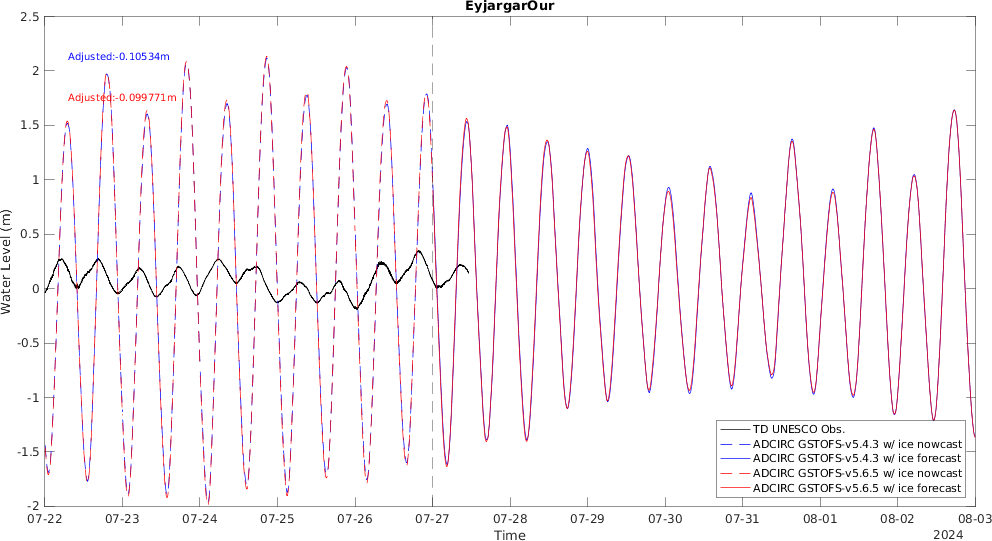 EyjargarOur
2.5
2
1.5
1
0.5
0
-0.5
-1
-1.5
-2
Water Level (m)
Adjusted:-0.10534m
Adjusted:-0.099771m
TD UNESCO Obs.
ADCIRC GSTOFS-v5.4.3 w/ ice nowcast
ADCIRC GSTOFS-v5.4.3 w/ ice forecast
ADCIRC GSTOFS-v5.6.5 w/ ice nowcast
ADCIRC GSTOFS-v5.6.5 w/ ice forecast
07-22 07-23 07-24 07-25 07-26 07-27 07-28 07-29 07-30 07-31 08-01 08-02 08-03
Time
2024